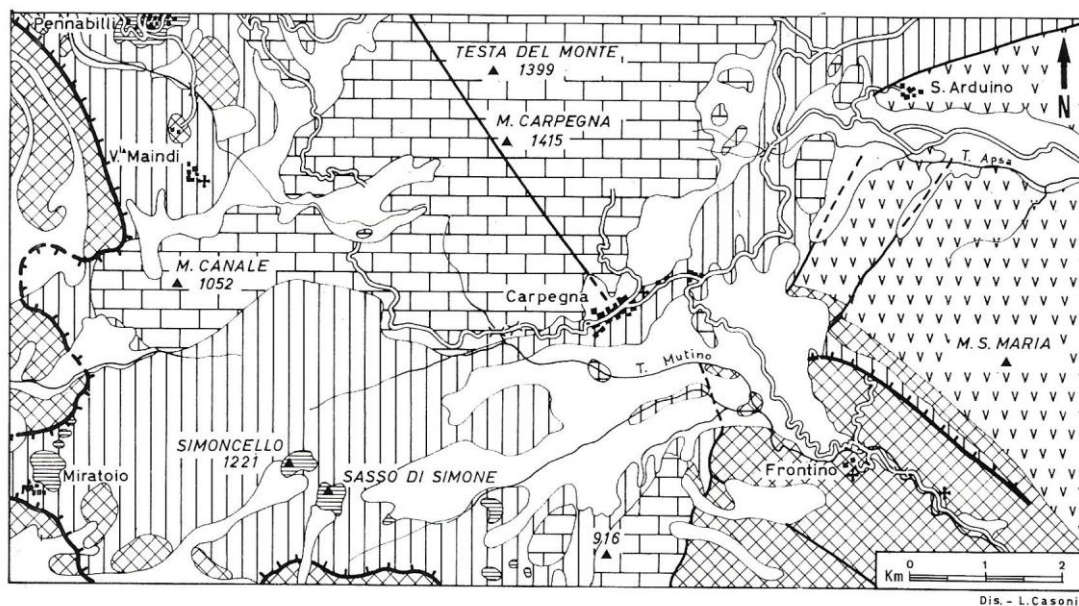 Pennabilli
TESTA DEL MONTE
1399
S. Arduino
N
M. CARPEGNA
1415
V.la Maindi
T. Apsa
M. CANALE
1052
Carpegna
T. Mutino
M. S. MARIA
SIMONCELLO
1221
Miratoio
SASSO DI SIMONE
Frontino
916
Km
0 1 2
Dis. - L. Casoni